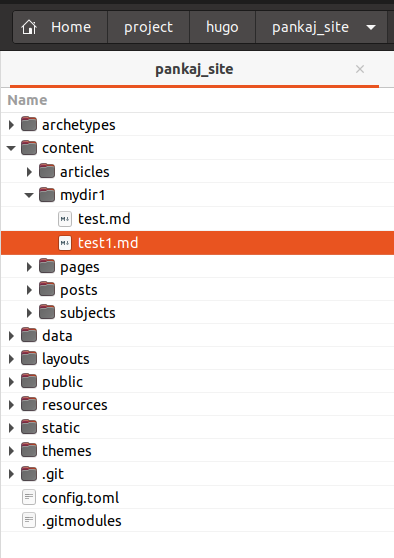 Home project hugo pankaj_site
pankaj_site
Name
archetypes
content
articles
mydir1
test.md
test1.md
pages
posts
subjects
data
layouts
public
resources
static
themes
.git
config.toml
.gitmodules